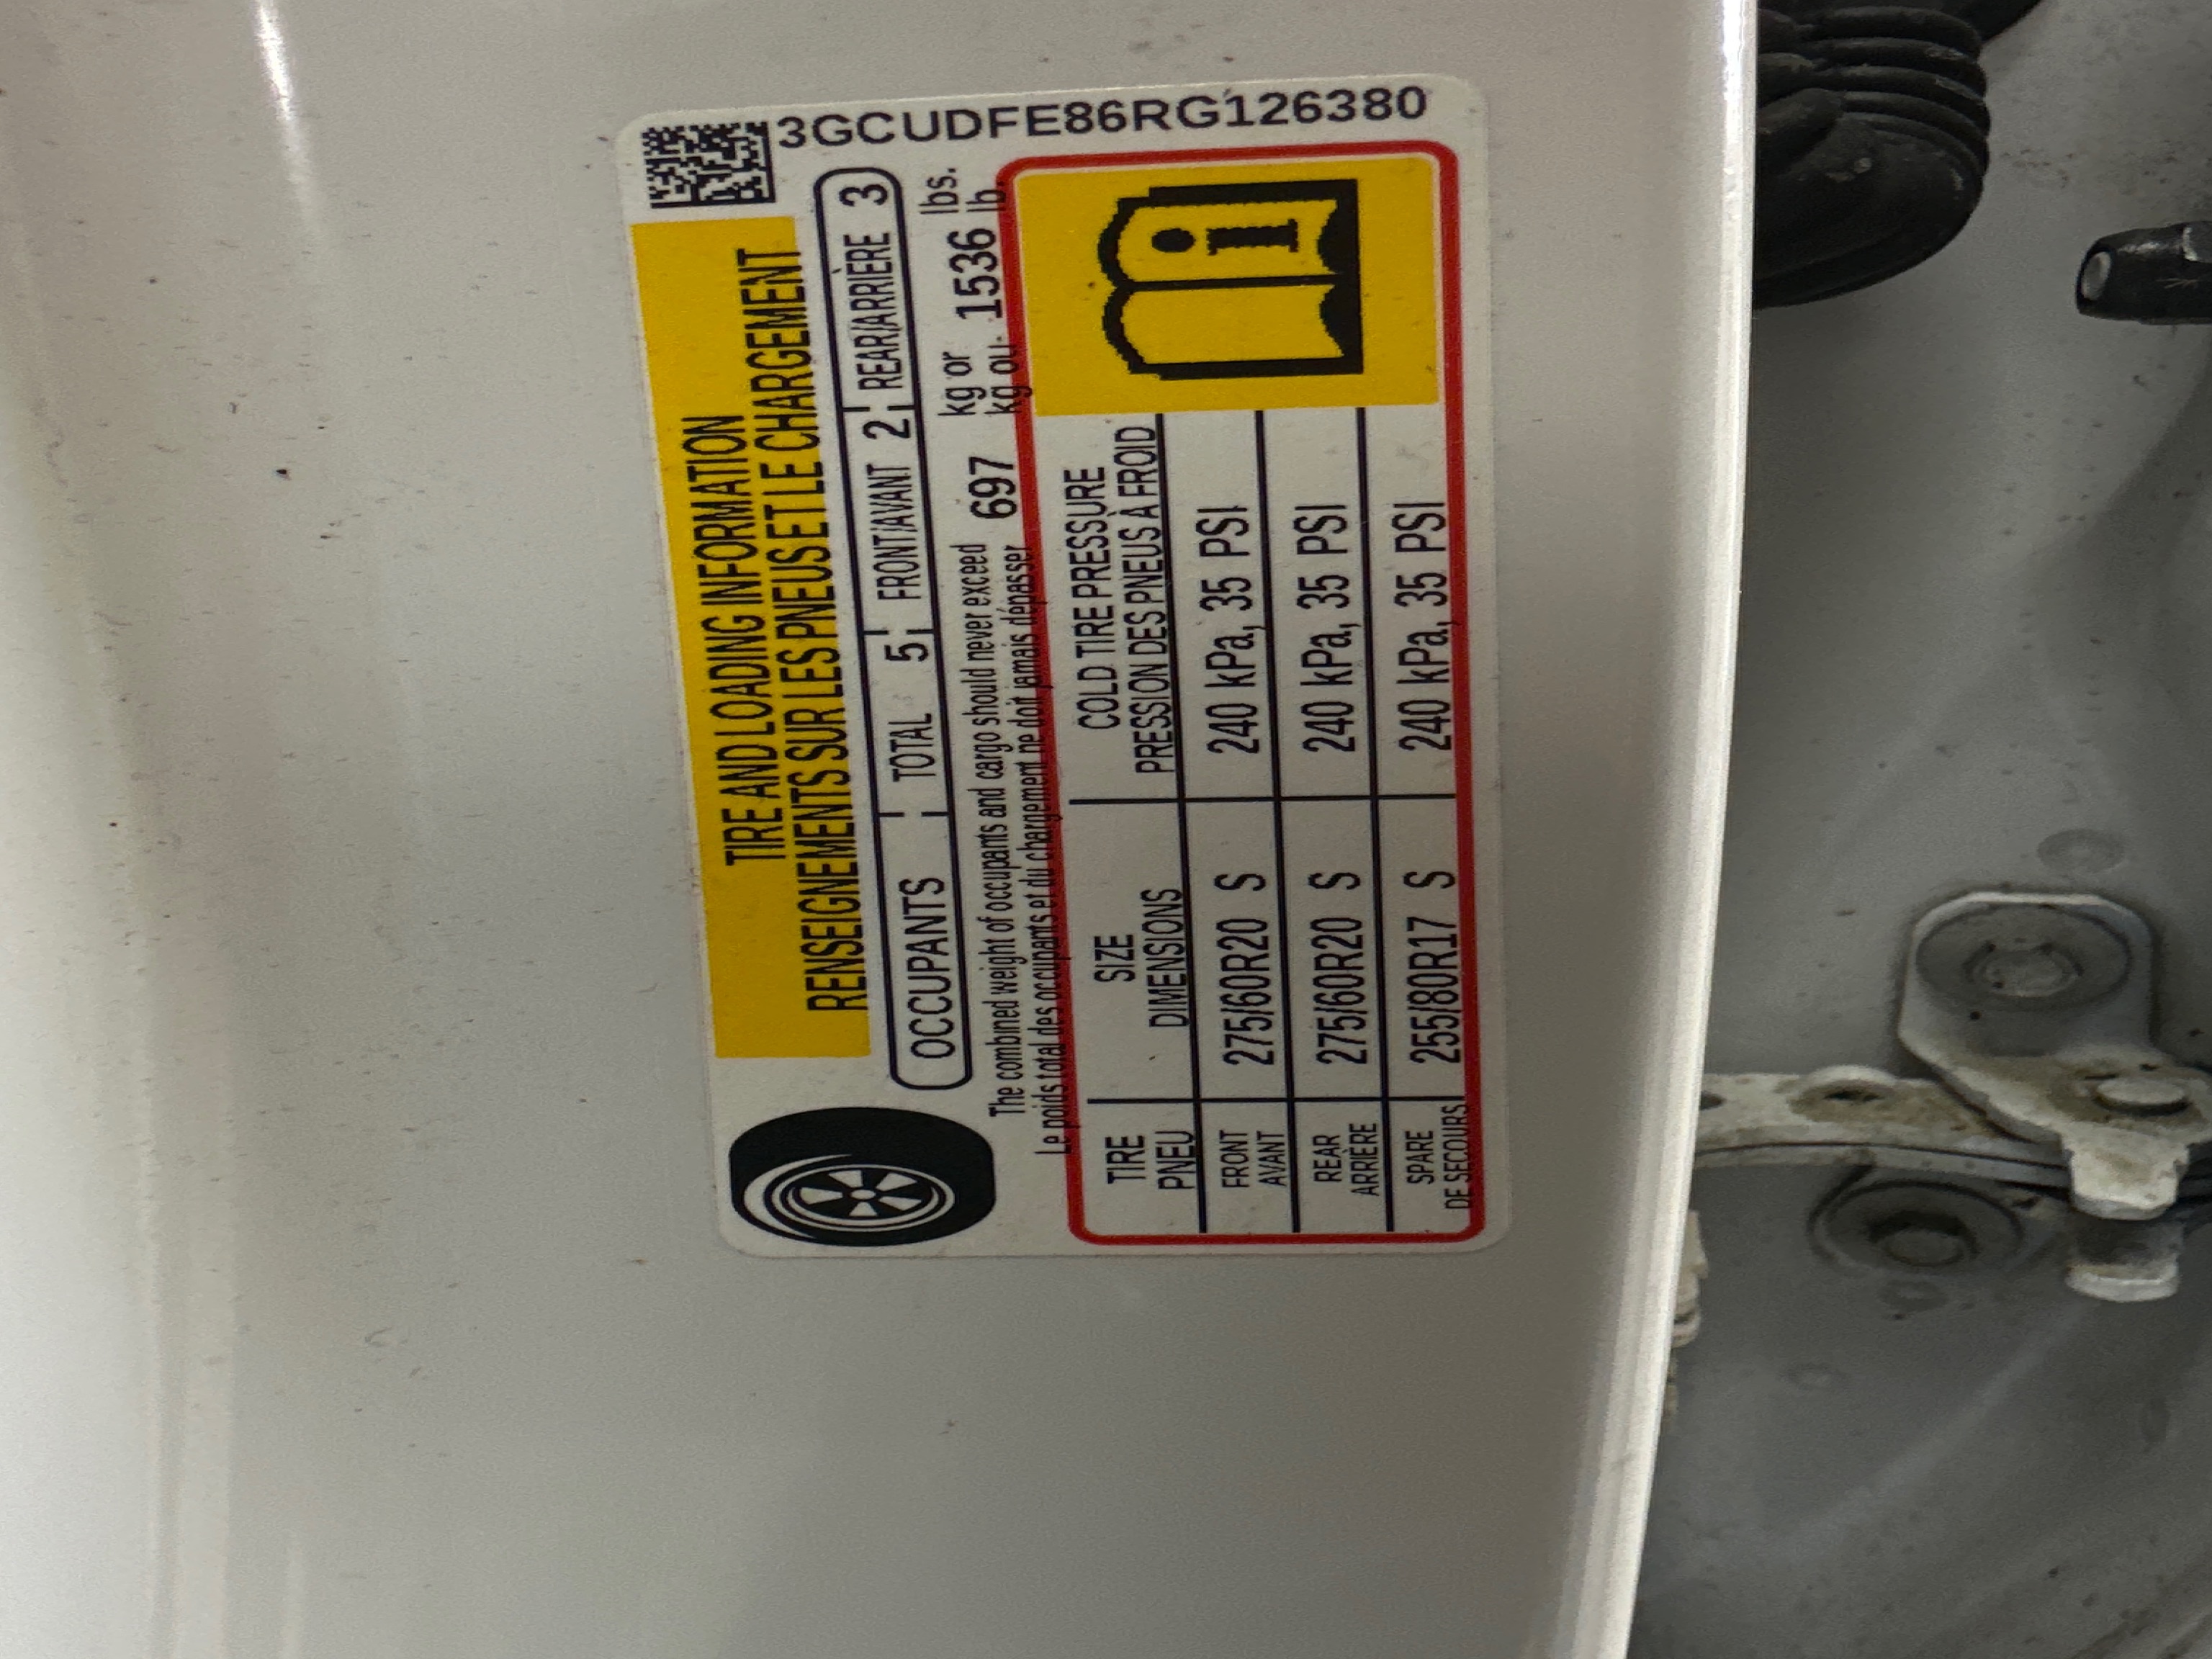 3GCUDFE86RG126380
TIRE AND LOADING INFORMATION
RENSEIGNEMENTS SUR LES PNEUS ET LE CHARGEMENT
OCCUPANTS TOTAL 5 FRONT/AVANT 2 REAR/ARRIÈRE 3
The combined weight of occupants and cargo should never exceed 697 kg or 1536 lbs.
Le poids total des occupants et du chargement ne doit jamais dépasser kg ou lb.
TIRE SIZE COLD TIRE PRESSURE
PNEU DIMENSIONS PRESSION DES PNEUS À FROID
FRONT
AVANT 275/60R20 S 240 kPa, 35 PSI
REAR
ARRIÈRE 275/60R20 S 240 kPa, 35 PSI
SPARE
DE SECOURS 255/80R17 S 240 kPa, 35 PSI
i